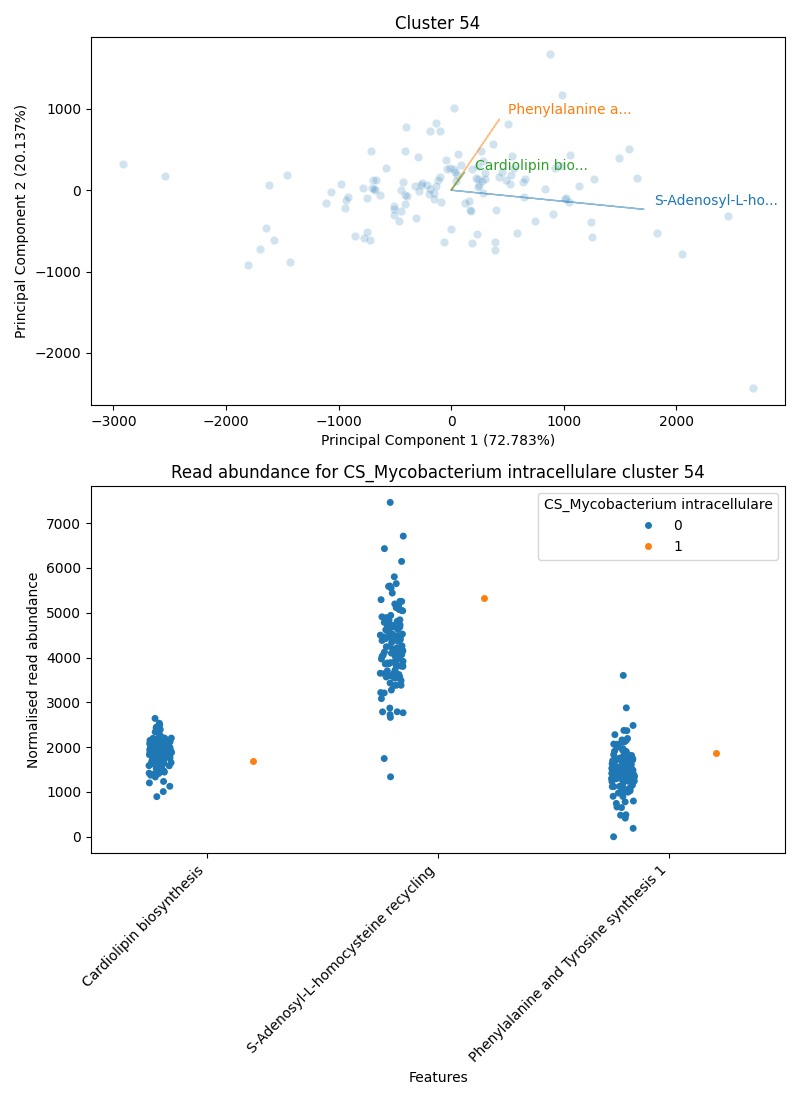 Cluster 54
Principal Component 2 (20.137%)
1000
0
−1000
−2000
Phenylalanine a...
Cardiolipin bio...
S-Adenosyl-L-ho...
−3000 −2000 −1000 0 1000 2000
Principal Component 1 (72.783%)
Read abundance for CS_Mycobacterium intracellulare cluster 54
Normalised read abundance
7000
6000
5000
4000
3000
2000
1000
0
CS_Mycobacterium intracellulare
0
1
Cardiolipin biosynthesis
S-Adenosyl-L-homocysteine recycling
Phenylalanine and Tyrosine synthesis 1
Features